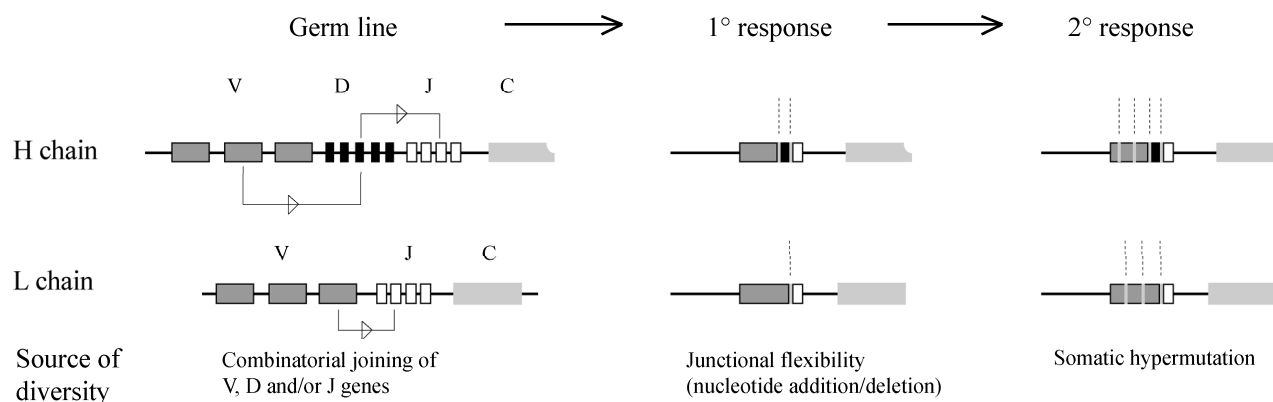 Germ line
1° response
2° response
V
D
J
C
H chain
V
J
C
L chain
Source of
diversity
Combinatorial joining of
V, D and/or J genes
Junctional flexibility
(nucleotide addition/deletion)
Somatic hypermutation